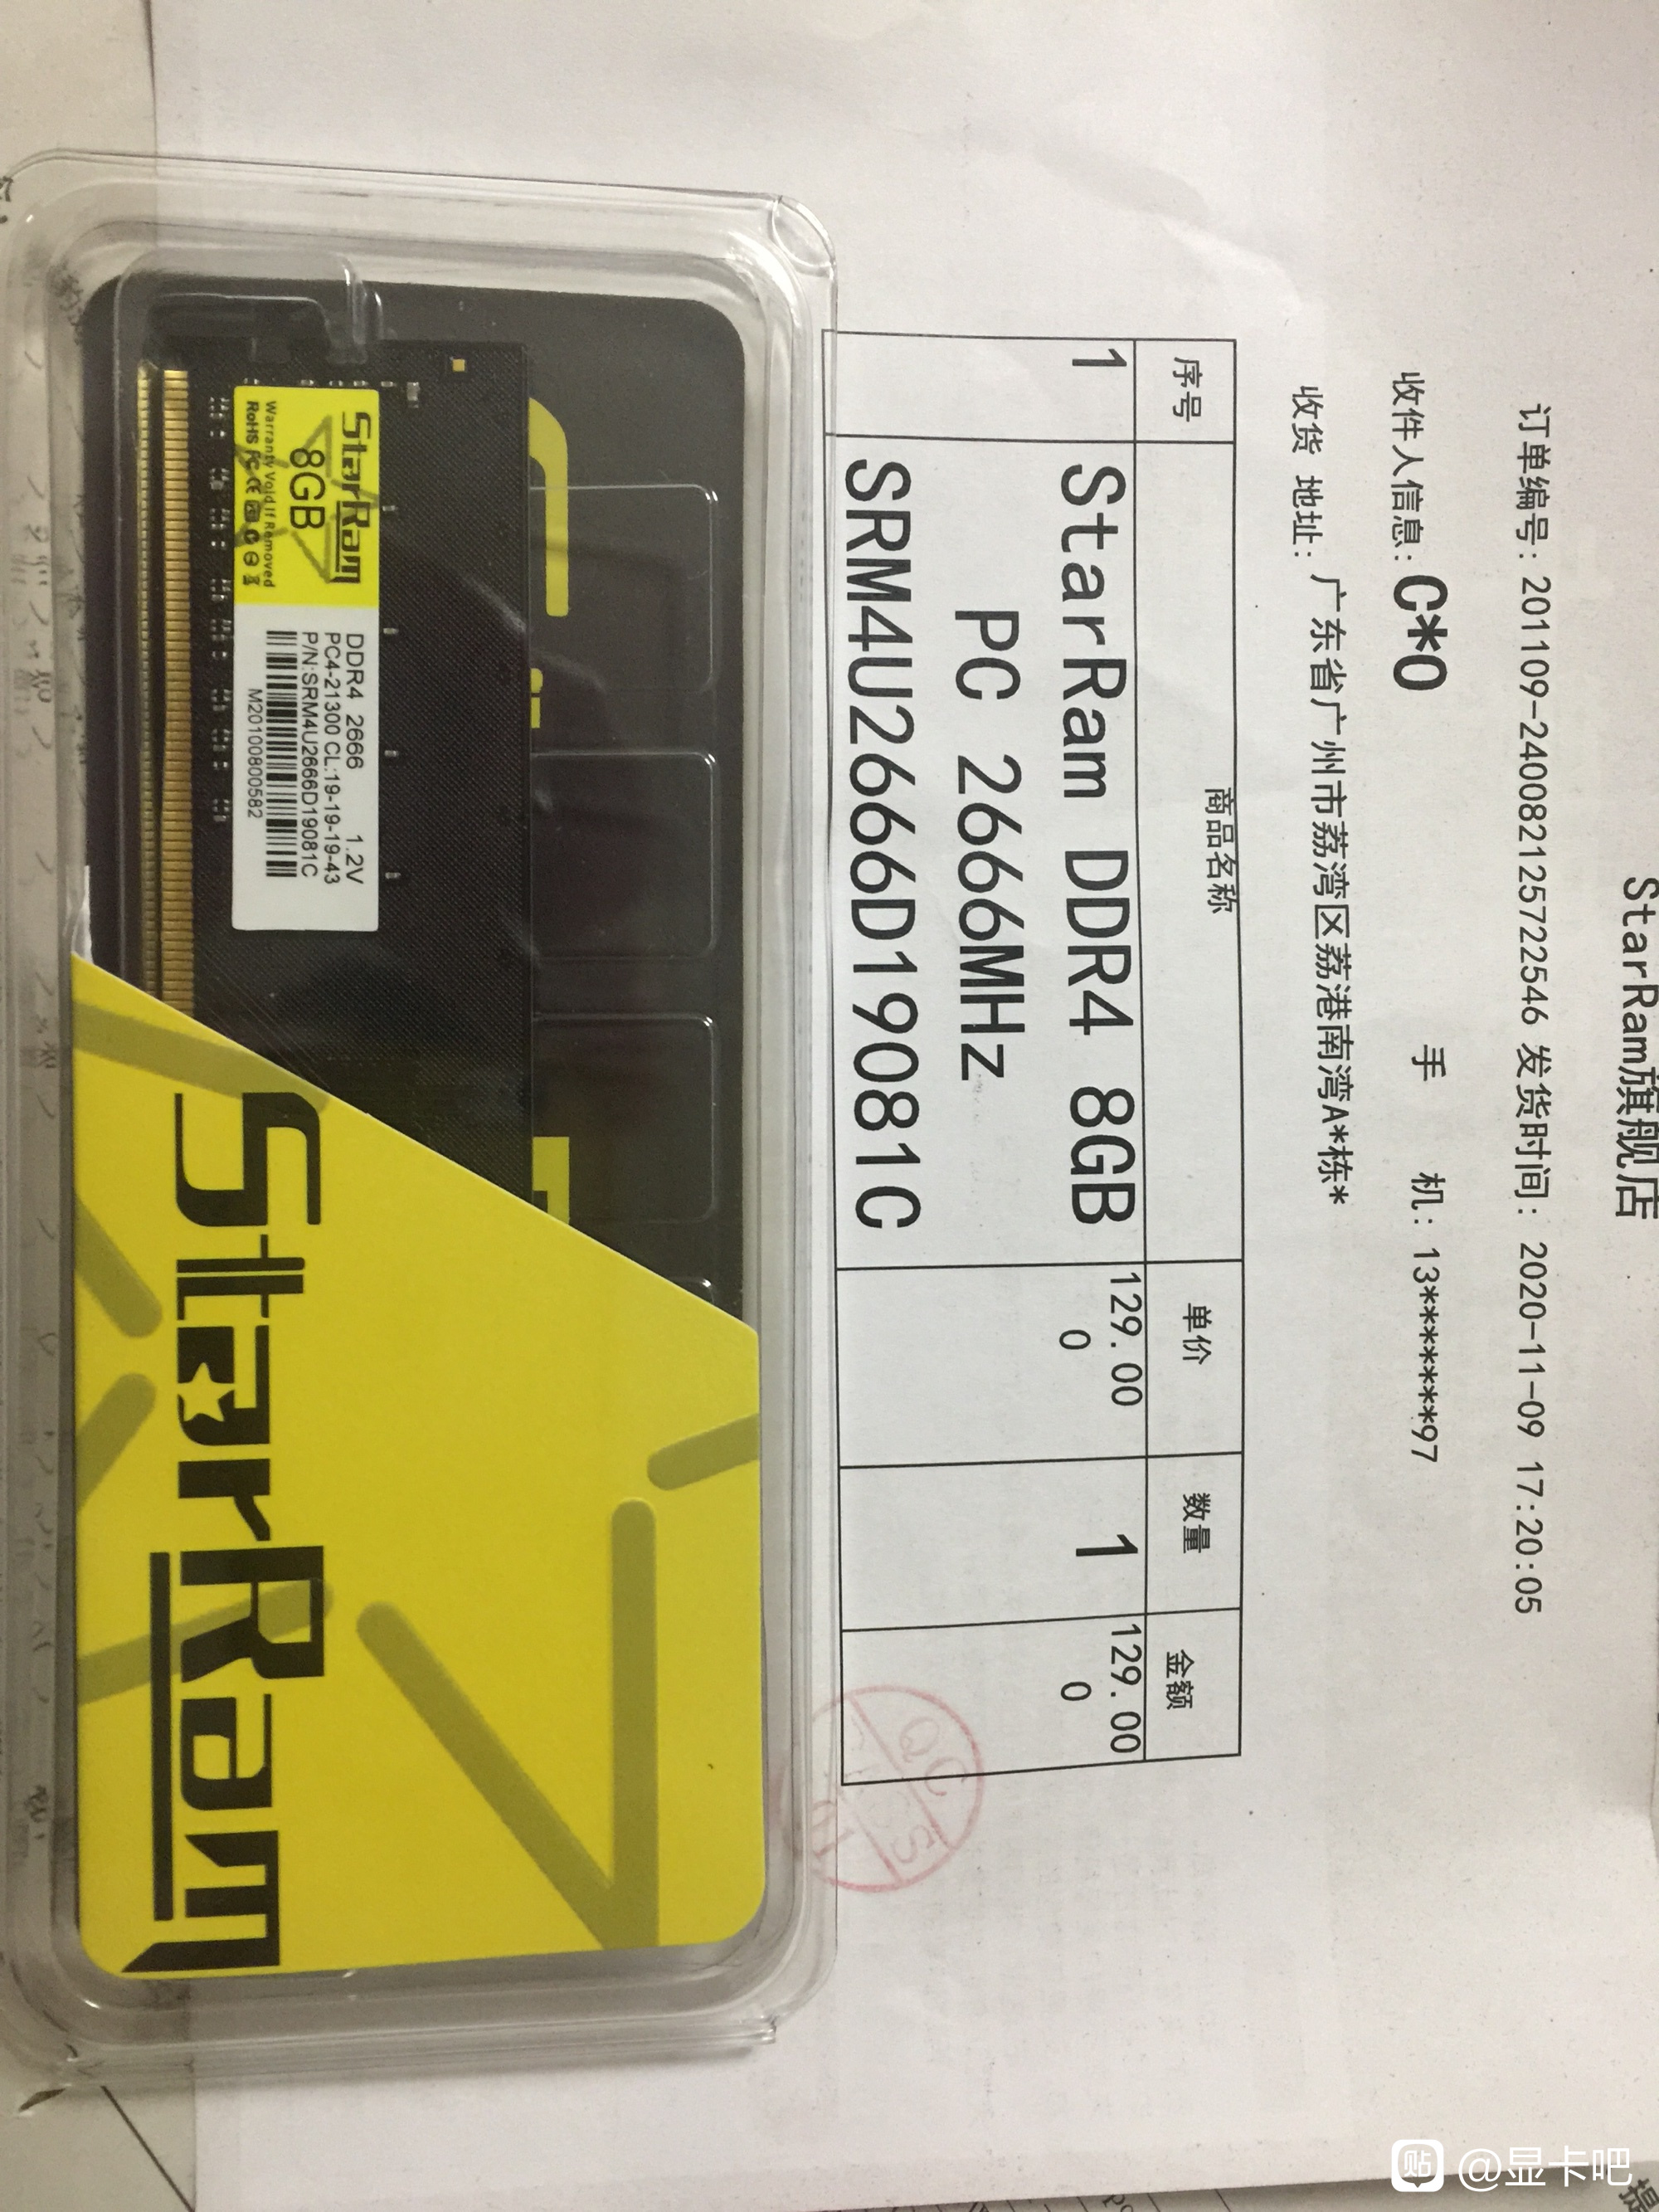 StarRam旗舰店
订单编号: 201109-240082125722546 发货时间: 2020-11-09 17:20:05
收件人信息: C*O 手 机: 13*******97
收货 地址: 广东省广州市荔湾区荔港南湾A*栋*
序号 商品名称 单价 数量 金额
1 StarRam DDR4 8GB 129.00 1 129.00
PC 2666MHz 0 0
SRM4U2666D19081C
QC
StarRam
8GB
Warranty Void If Removed
RoHS FC CE
DDR4 2666 1.2V
PC4-21300 CL:19-19-19-43
P/N:SRM4U2666D19081C
M201000800582
StarRam
贴 @显卡吧